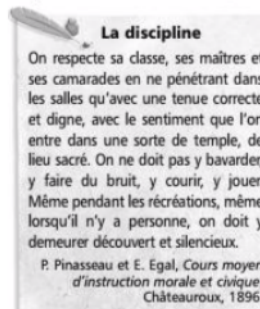 La discipline
On respecte sa classe, ses maîtres et
ses camarades en ne pénétrant dans
les salles qu'avec une tenue correcte
et digne, avec le sentiment que l'on
entre dans une sorte de temple, de
lieu sacré. On ne doit pas y bavarder
y faire du bruit, y courir, y jouer
Même pendant les récréations, même
lorsqu'il n'y a personne, on doit y
demeurer découvert et silencieux.
P. Pinasseau et E. Egal, Cours moyen
d'instruction morale et civique
Châteauroux, 1896